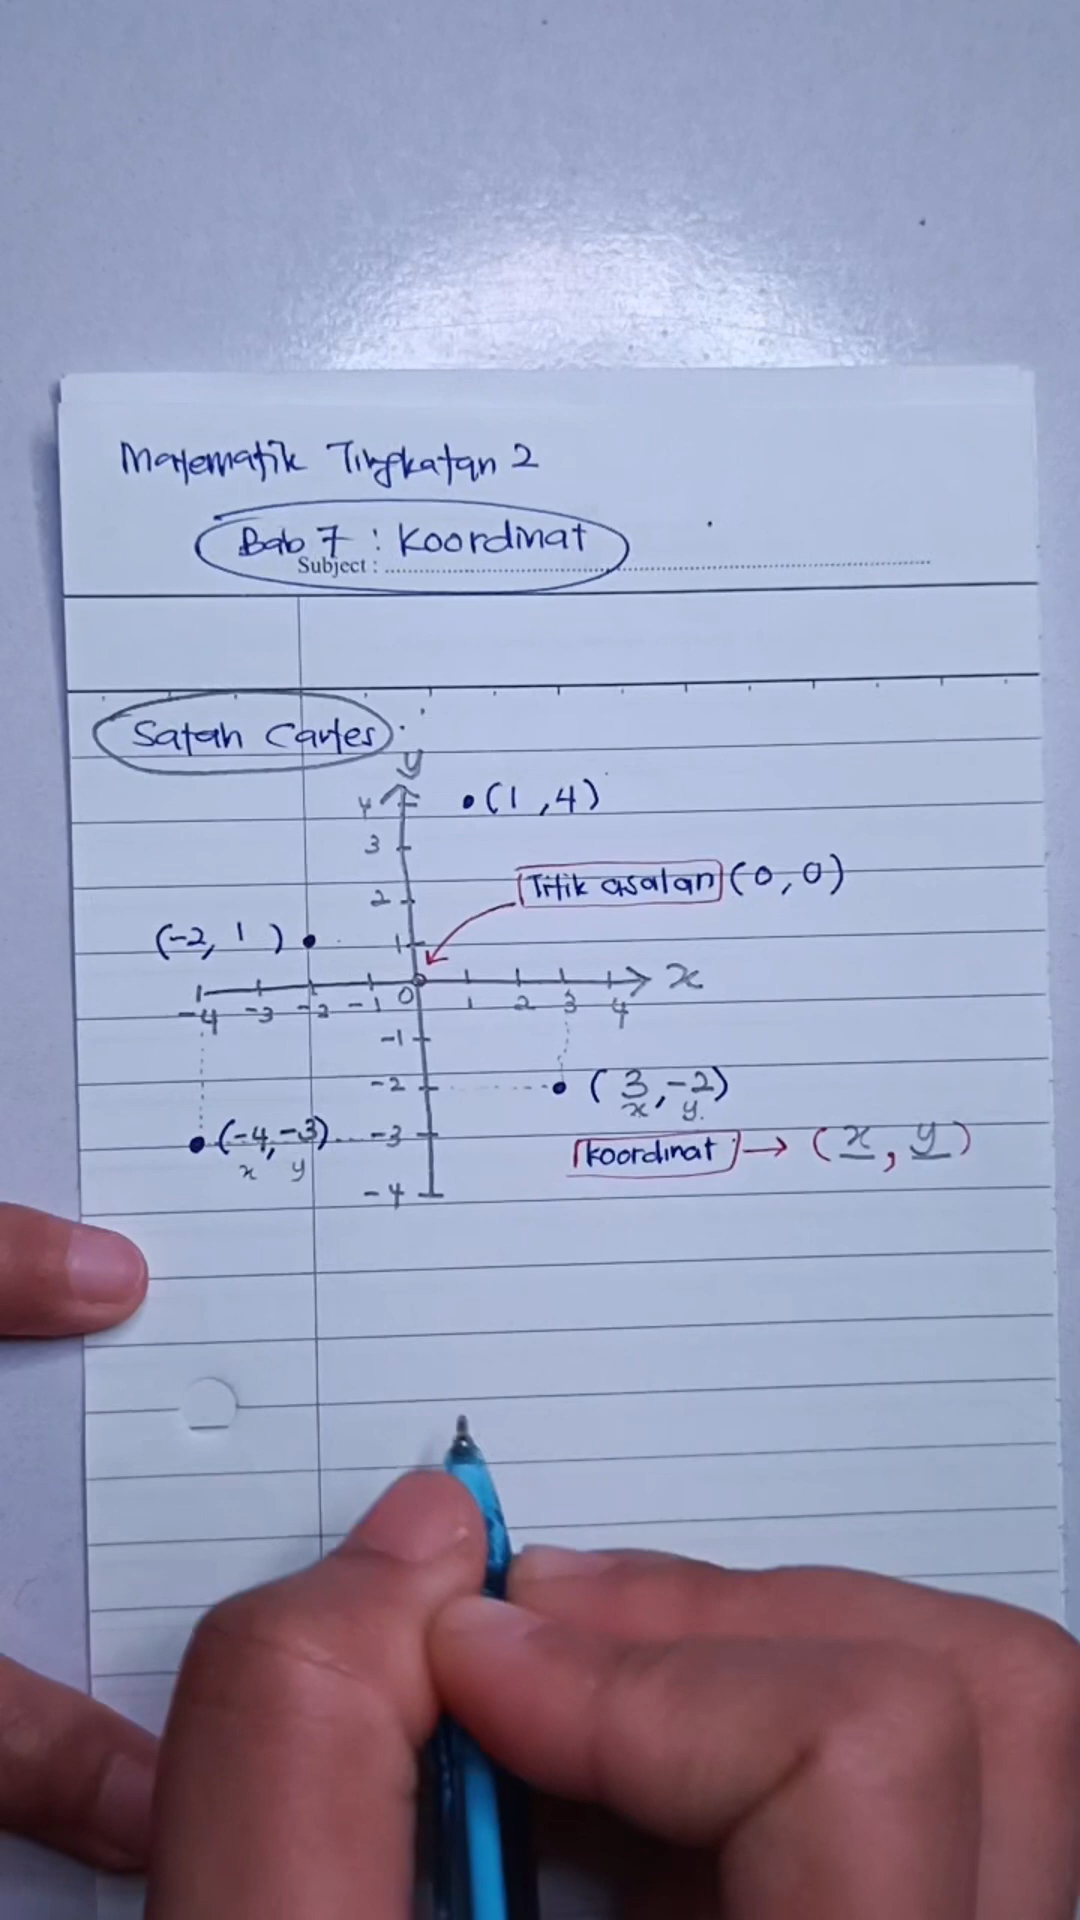 Matematik Tingkatan 2
Bab 7 : Koordinat
Subject :
Satah Cartes
y
4
(1, 4)
3
Titik asalan (0, 0)
2
(-2, 1)
1
x
-4 -3 -2 -1 0 1 2 3 4
-1
-2
(3, -2)
x y
(-4, -3)
-3
x y
koordinat → (x, y)
-4